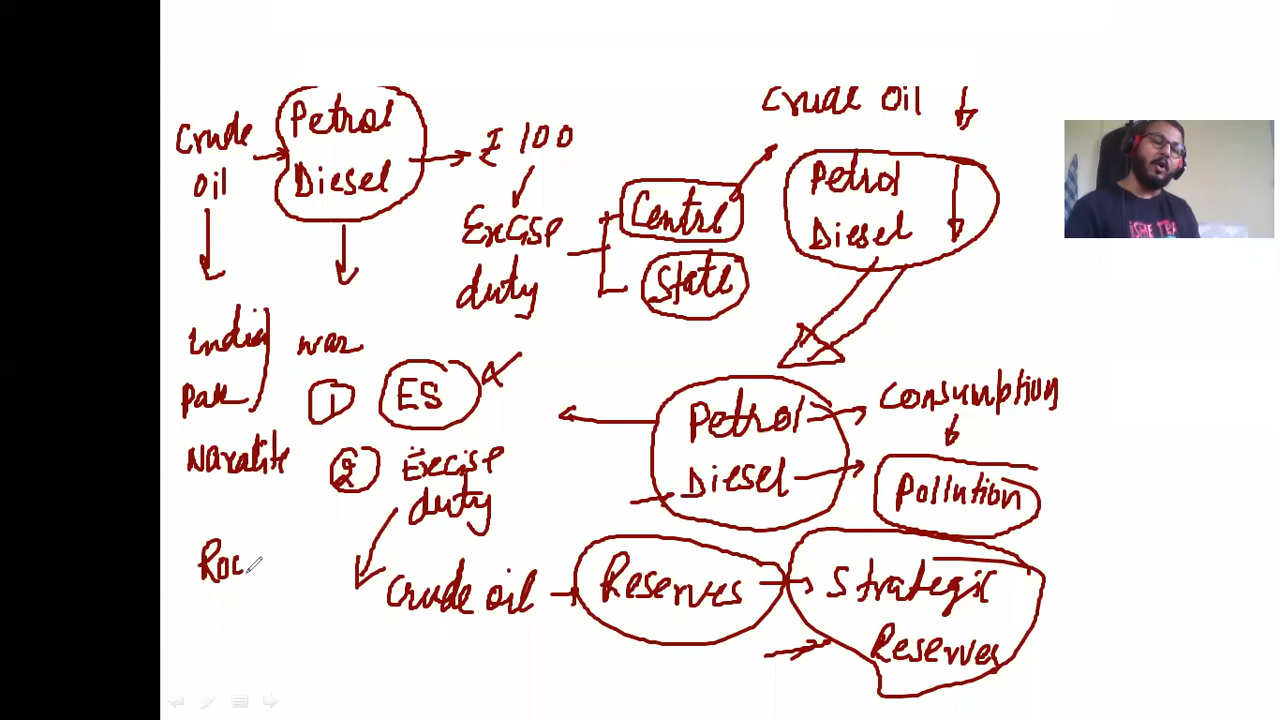 Crude Oil ↓
Crude Oil → Petrol Diesel → ₹ 100
Excise duty
Centre
State
Petrol
Diesel
India
Pak
war
① ES
Naxalite
② Excise duty
Petrol
Diesel
Consumption
Pollution
Roc
Crude oil → Reserves → Strategic Reserves